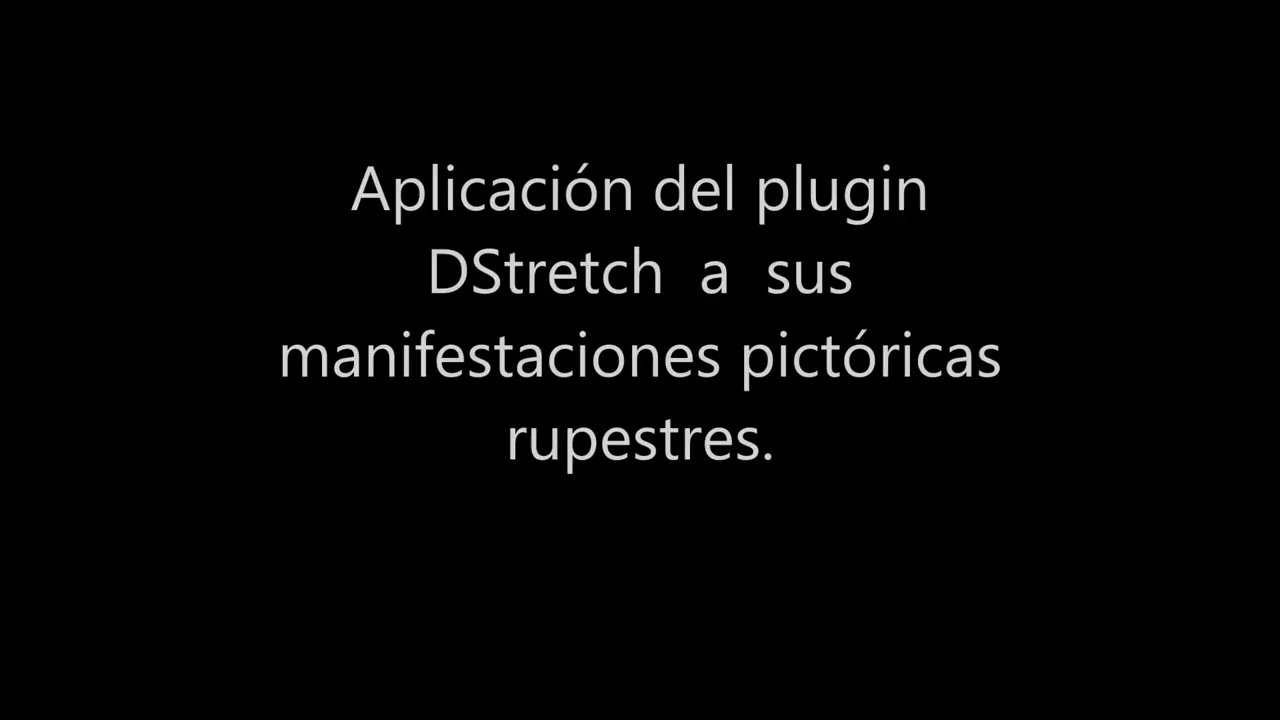 Aplicación del plugin
DStretch a sus
manifestaciones pictóricas
rupestres.